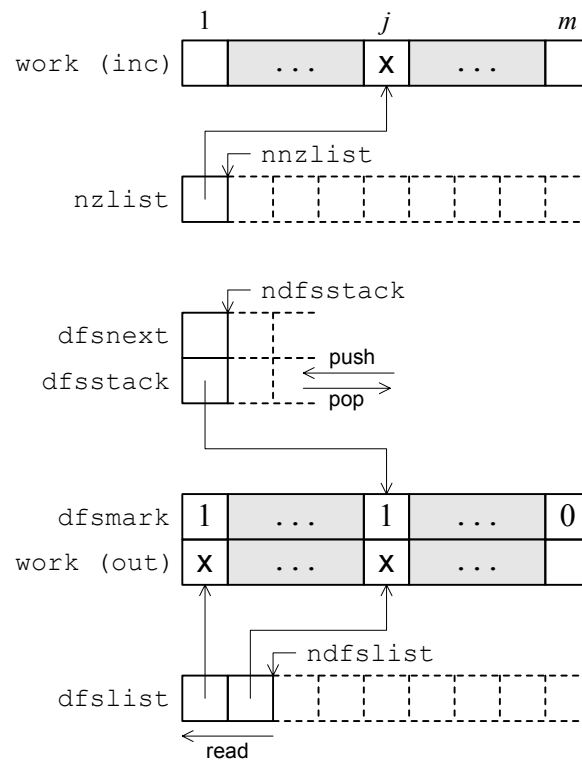 1 j m
work (inc) ... x ...
nnzlist
nzlist
ndfsstack
dfsnext
push
dfsstack
pop
dfsmark 1 ... 1 ... 0
work (out) x ... x ...
ndfslist
dfslist
read